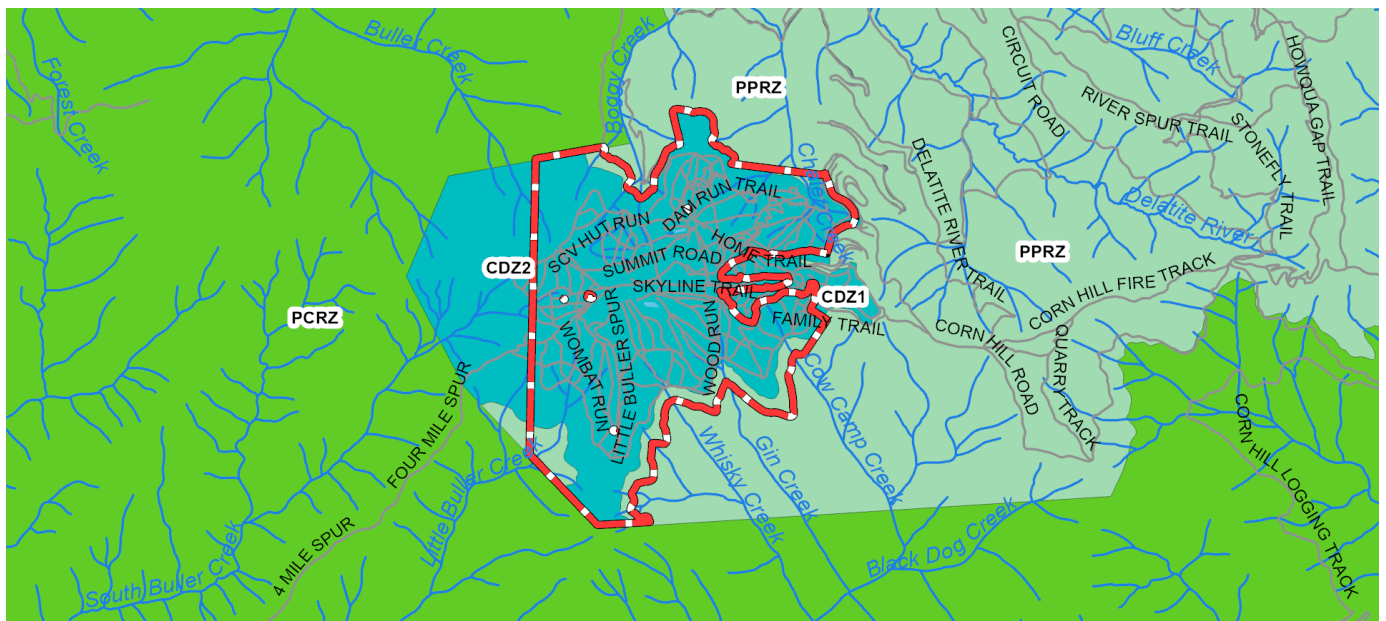 Buller Creek
Boggy Creek
Forest Creek
PPRZ
Bluff Creek
CIRCUIT ROAD
HOWQUA GAP TRAIL
RIVER SPUR TRAIL
STONEFLY TRAIL
Chalet Creek
DELATITE RIVER TRAIL
DAM RUN TRAIL
SCV HUT RUN
Delatite River
HOME TRAIL
SUMMIT ROAD
PPRZ
CDZ2
SKYLINE TRAIL
CDZ1
CORN HILL FIRE TRACK
PCRZ
FAMILY TRAIL
WOMBAT RUN
LITTLE BULLER SPUR
WOOD RUN
CORN HILL ROAD
QUARRY TRACK
Cow Camp Creek
FOUR MILE SPUR
CORN HILL LOGGING TRACK
Whisky Creek
Gin Creek
Little Buller Creek
Black Dog Creek
4 MILE SPUR
South Buller Creek